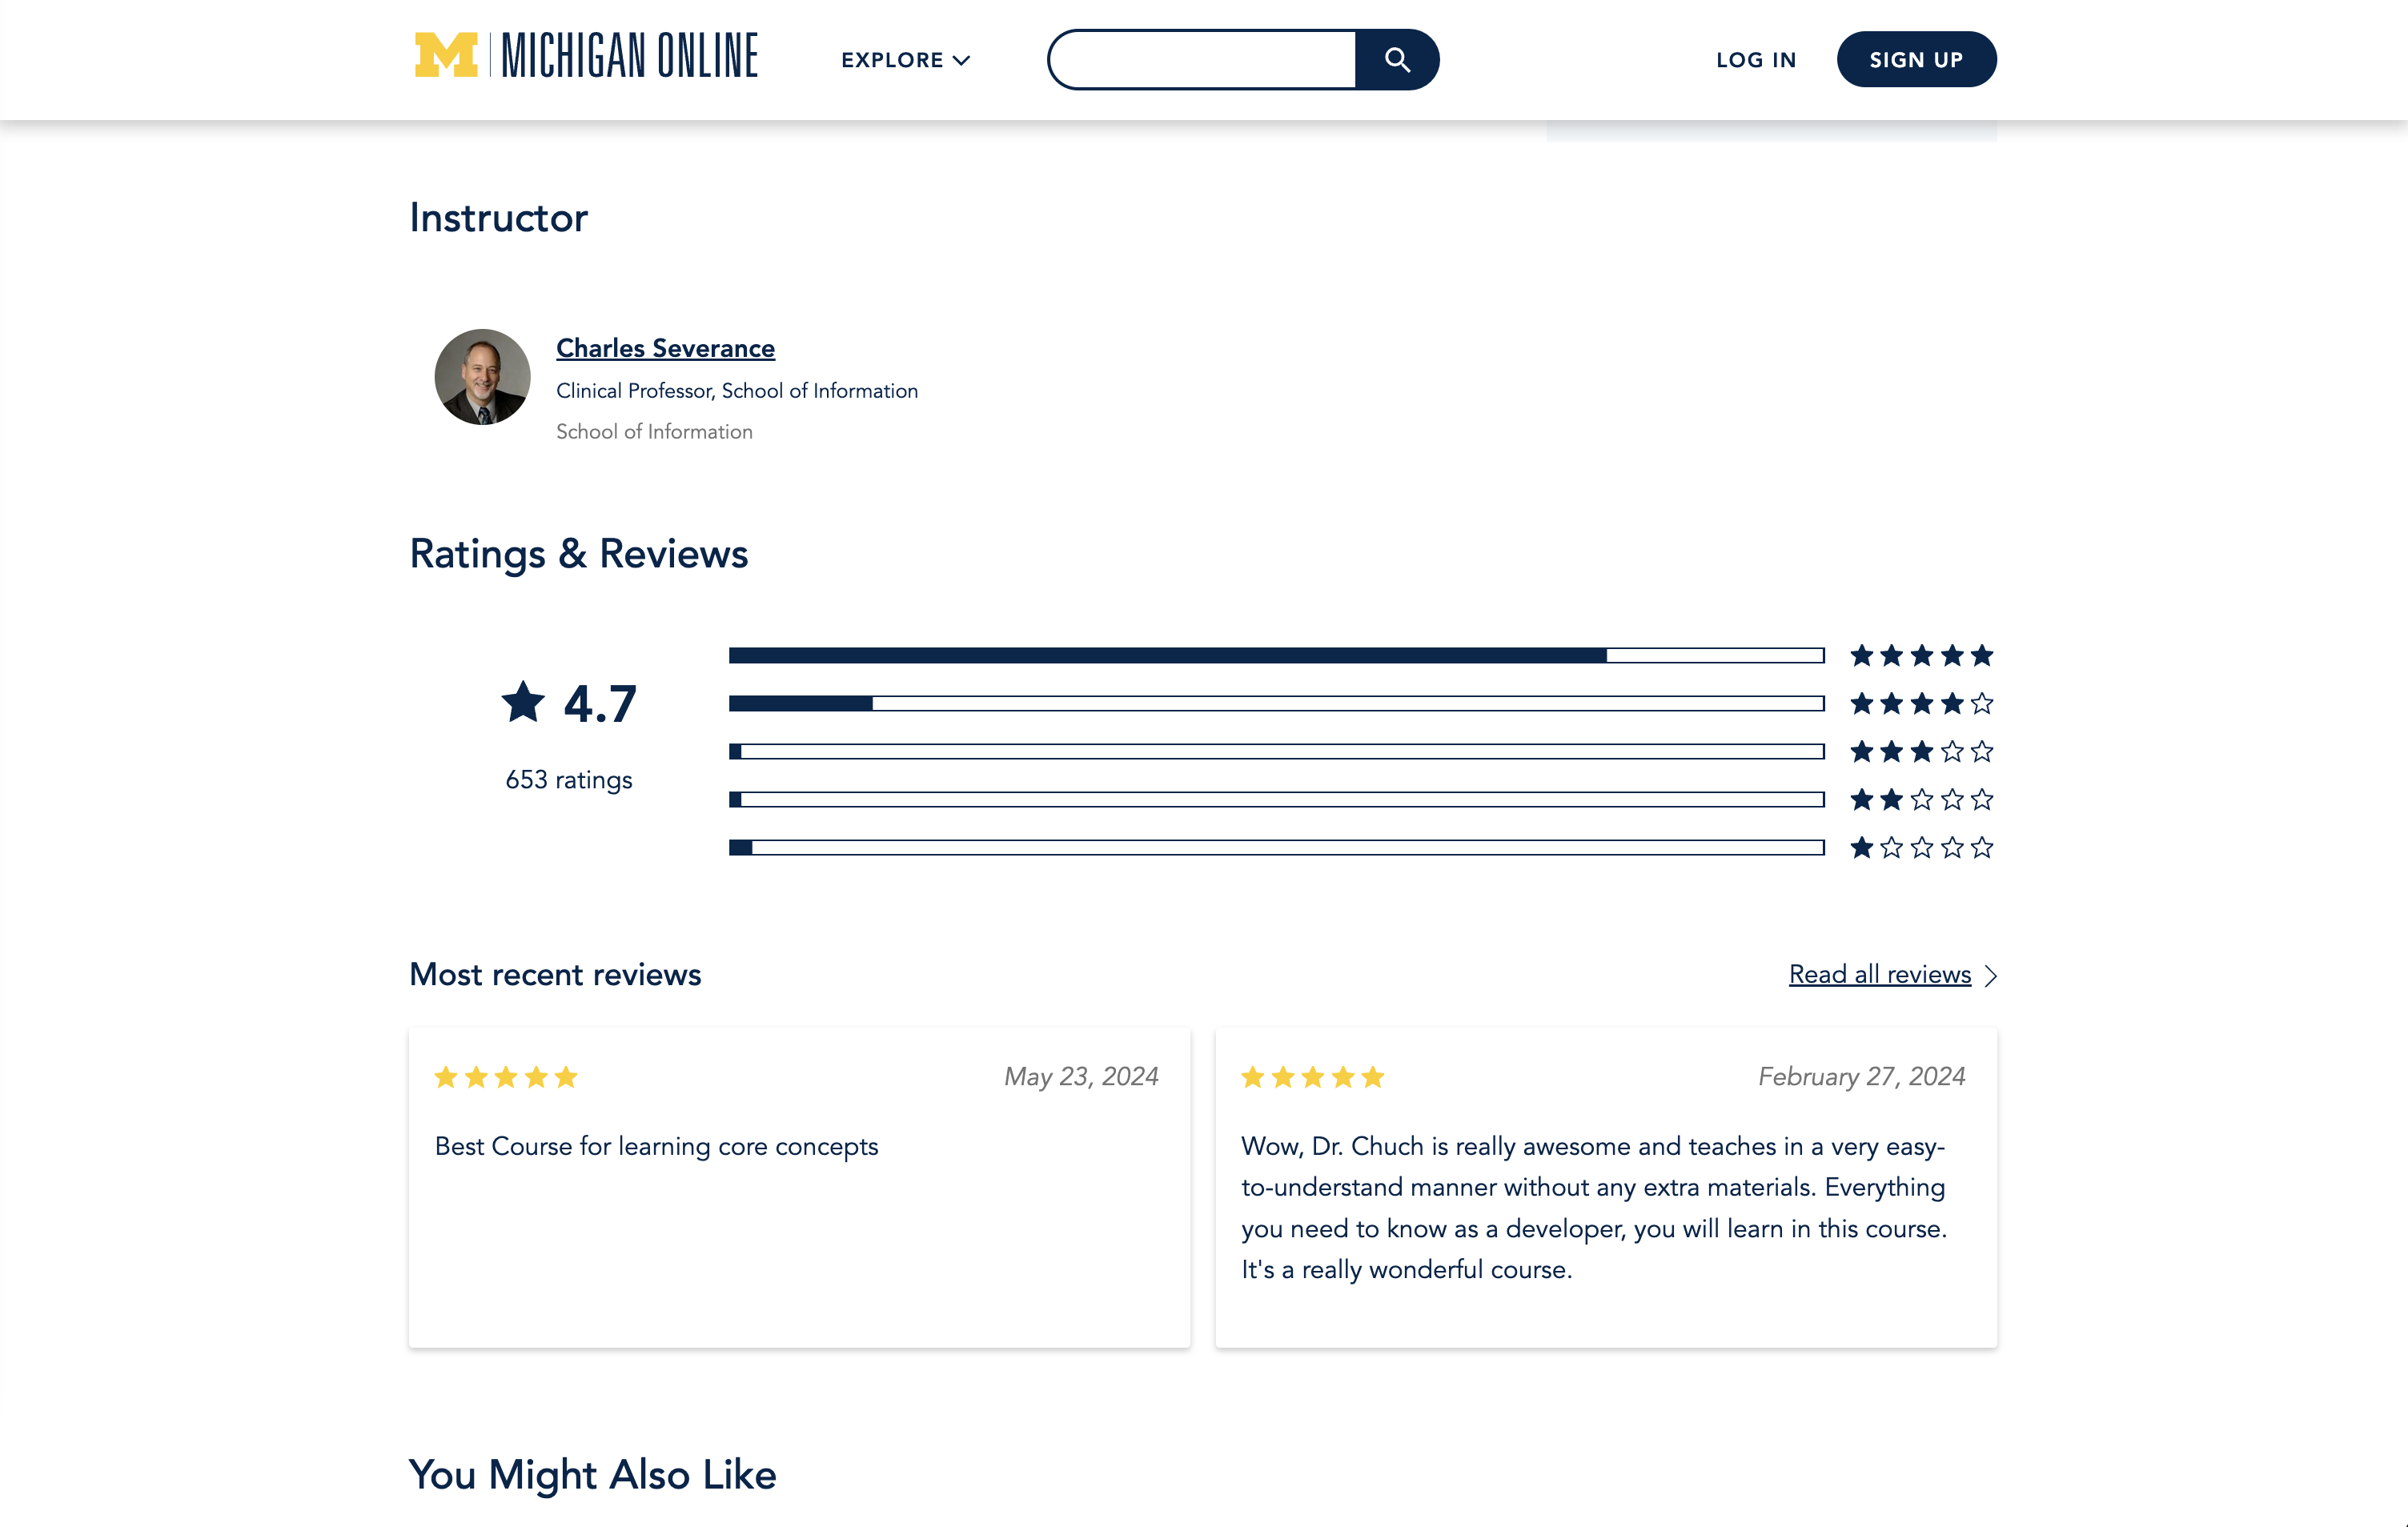 M MICHIGAN ONLINE
EXPLORE
LOG IN
SIGN UP
Instructor
Charles Severance
Clinical Professor, School of Information
School of Information
Ratings & Reviews
4.7
653 ratings
Most recent reviews
Read all reviews
May 23, 2024
Best Course for learning core concepts
February 27, 2024
Wow, Dr. Chuch is really awesome and teaches in a very easy-
to-understand manner without any extra materials. Everything
you need to know as a developer, you will learn in this course.
It's a really wonderful course.
You Might Also Like